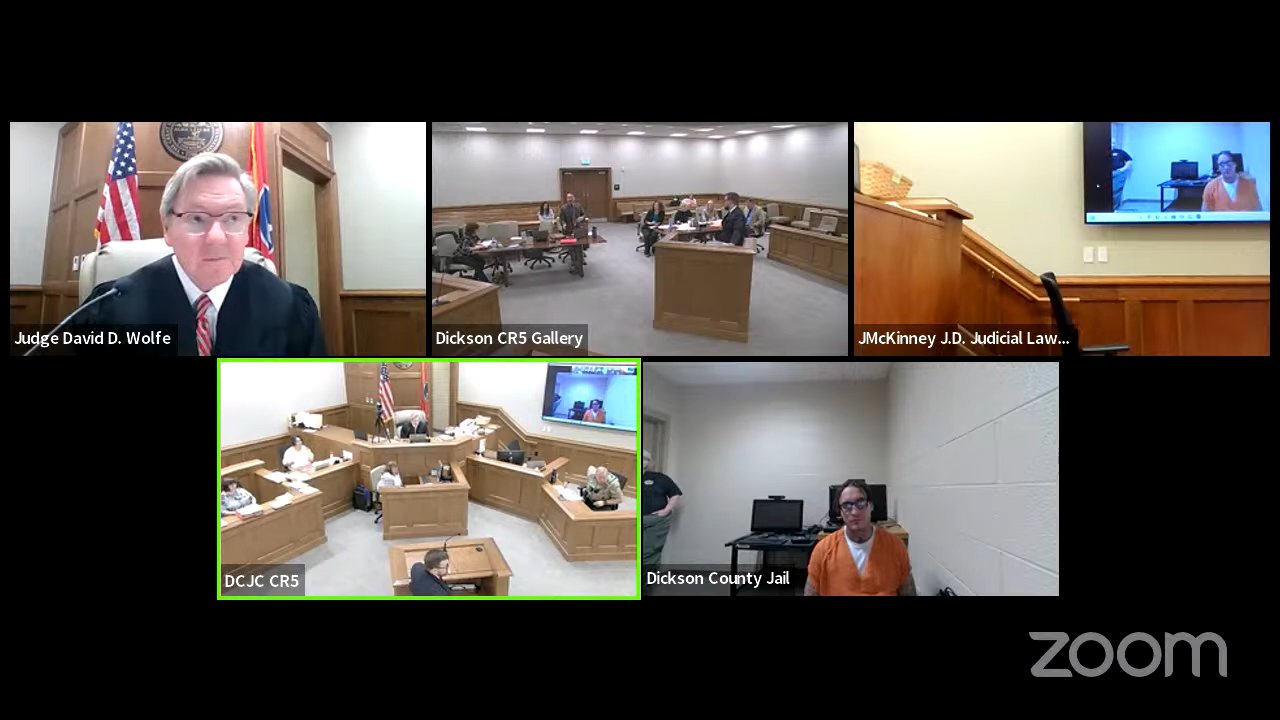 Judge David D. Wolfe
Dickson CR5 Gallery
JMcKinney J.D. Judicial Law...
DCJC CR5
Dickson County Jail
zoom